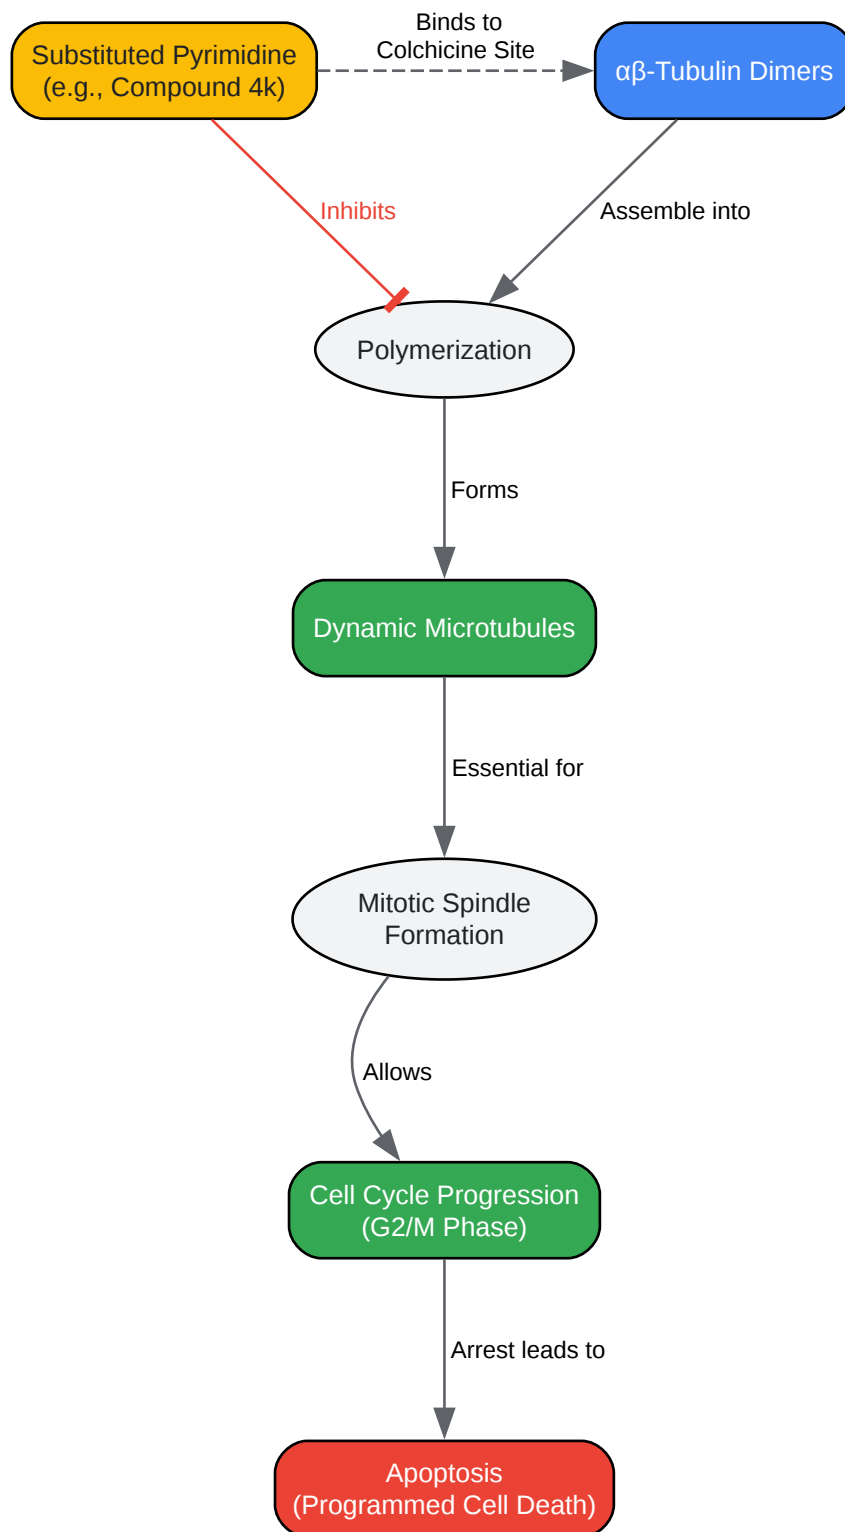 Substituted Pyrimidine
(e.g., Compound 4k)
Binds to
Colchicine Site
αβ-Tubulin Dimers
Inhibits
Assemble into
Polymerization
Forms
Dynamic Microtubules
Essential for
Mitotic Spindle
Formation
Allows
Cell Cycle Progression
(G2/M Phase)
Arrest leads to
Apoptosis
(Programmed Cell Death)